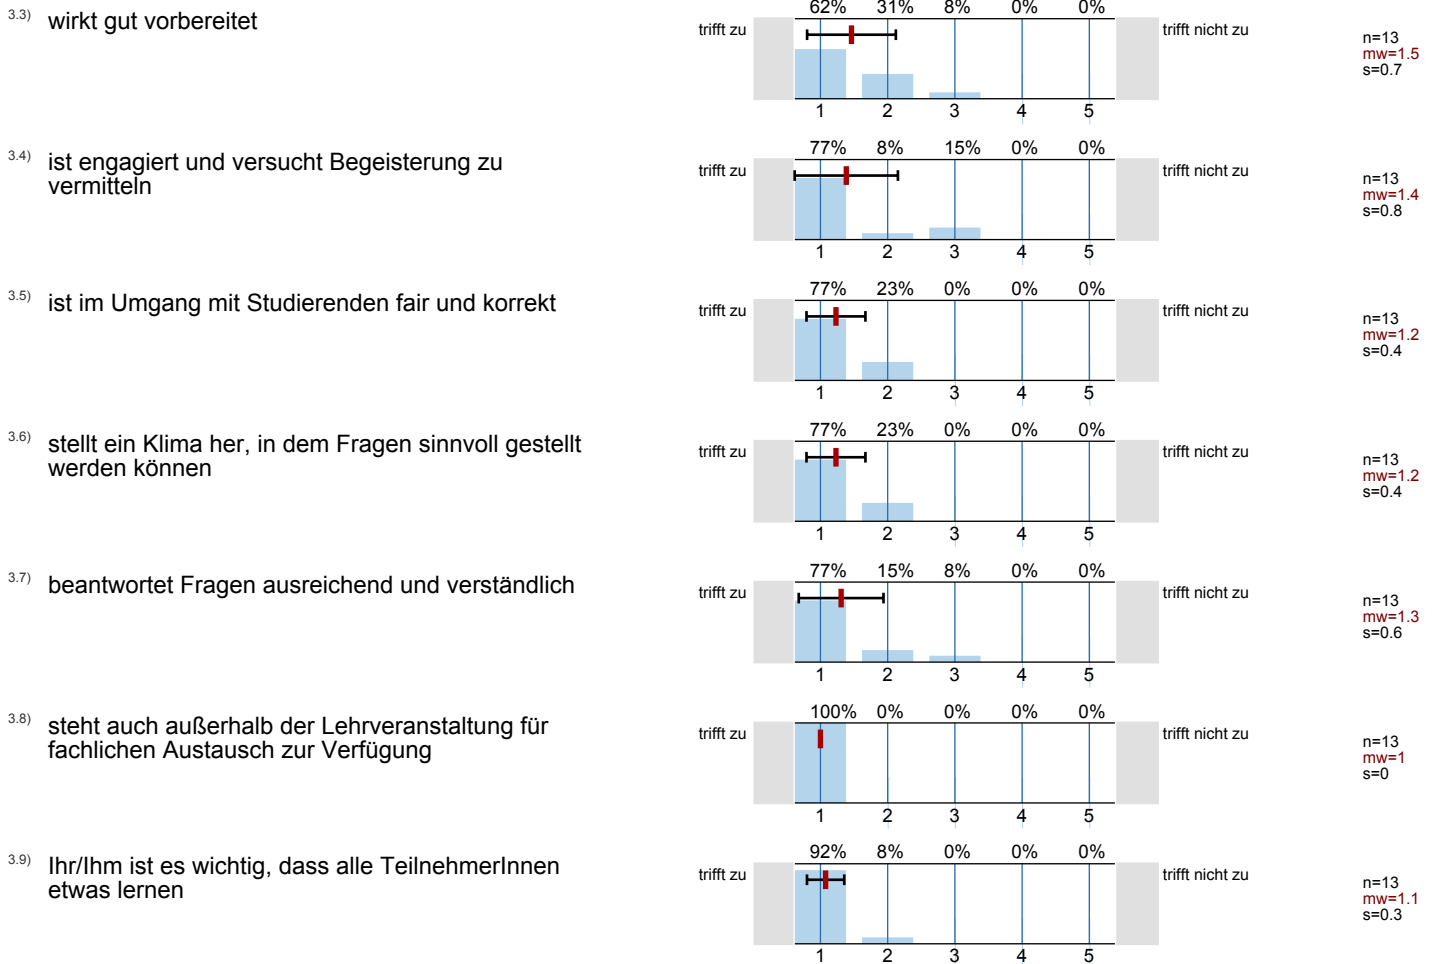 3.3) wirkt gut vorbereitet
62% 31% 8% 0% 0%
trifft zu trifft nicht zu
n=13
mw=1.5
s=0.7
1 2 3 4 5
3.4) ist engagiert und versucht Begeisterung zu
vermitteln
77% 8% 15% 0% 0%
trifft zu trifft nicht zu
n=13
mw=1.4
s=0.8
1 2 3 4 5
3.5) ist im Umgang mit Studierenden fair und korrekt
77% 23% 0% 0% 0%
trifft zu trifft nicht zu
n=13
mw=1.2
s=0.4
1 2 3 4 5
3.6) stellt ein Klima her, in dem Fragen sinnvoll gestellt
werden können
77% 23% 0% 0% 0%
trifft zu trifft nicht zu
n=13
mw=1.2
s=0.4
1 2 3 4 5
3.7) beantwortet Fragen ausreichend und verständlich
77% 15% 8% 0% 0%
trifft zu trifft nicht zu
n=13
mw=1.3
s=0.6
1 2 3 4 5
3.8) steht auch außerhalb der Lehrveranstaltung für
fachlichen Austausch zur Verfügung
100% 0% 0% 0% 0%
trifft zu trifft nicht zu
n=13
mw=1
s=0
1 2 3 4 5
3.9) Ihr/Ihm ist es wichtig, dass alle TeilnehmerInnen
etwas lernen
92% 8% 0% 0% 0%
trifft zu trifft nicht zu
n=13
mw=1.1
s=0.3
1 2 3 4 5